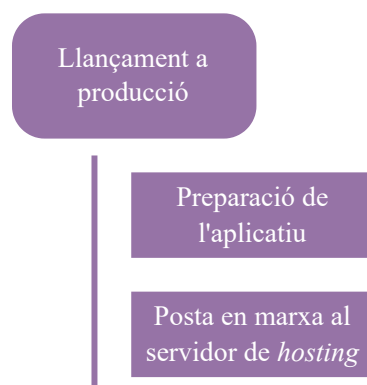 Llançament a
producció
Preparació de
l'aplicatiu
Posta en marxa al
servidor de hosting